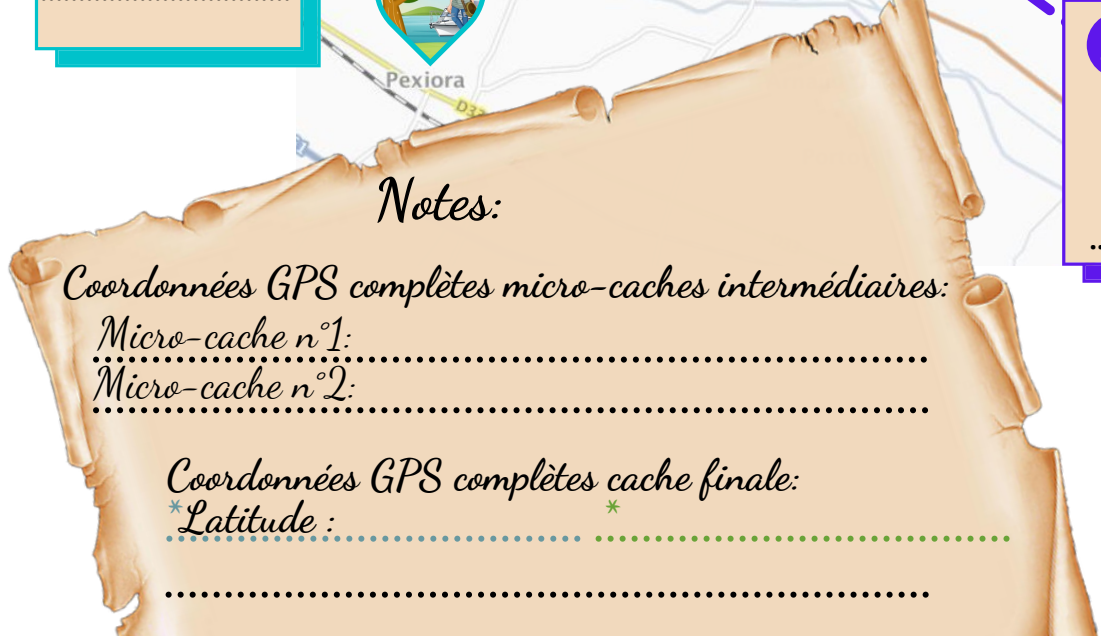 Pexiora
Notes:
Coordonnées GPS complètes micro-caches intermédiaires:
Micro-cache n°1:
Micro-cache n°2:
Coordonnées GPS complètes cache finale:
*Latitude : *